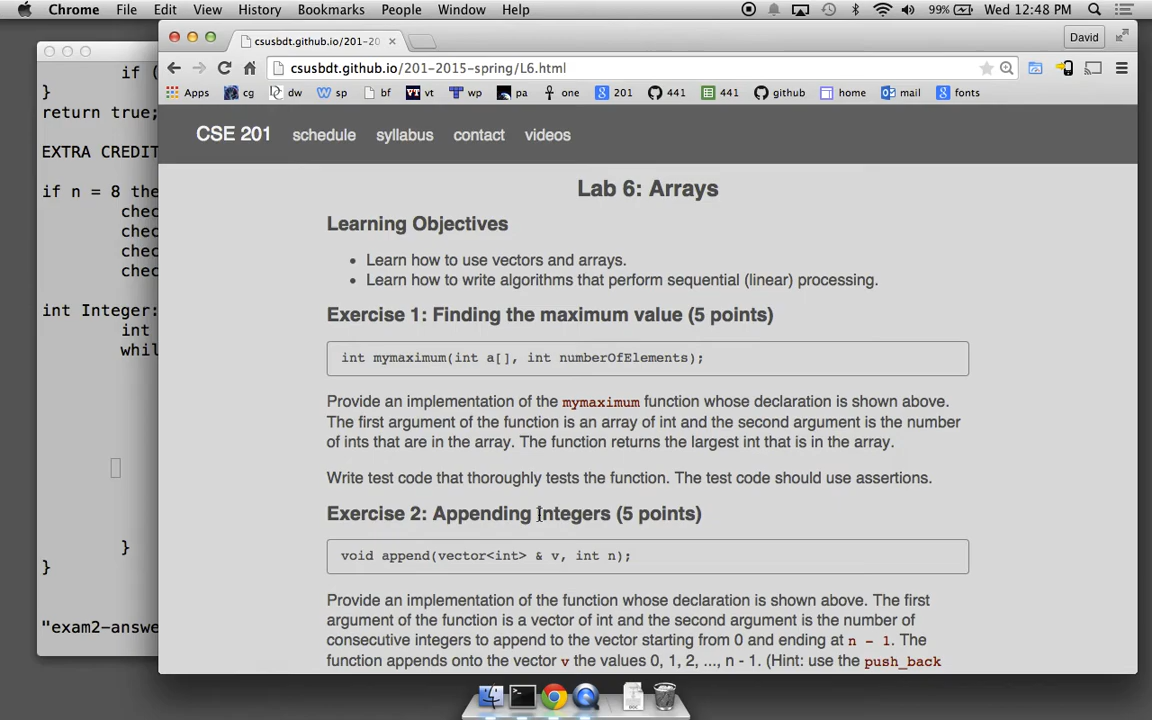 Chrome File Edit View History Bookmarks People Window Help 99% Wed 12:48 PM
csusbdt.github.io/201-20
David
csusbdt.github.io/201-2015-spring/L6.html
Apps cg dw sp bf vt wp pa one 201 441 441 github home mail fonts
CSE 201 schedule syllabus contact videos
if (
}
return true;
EXTRA CREDIT
if n = 8 the
chec
chec
chec
chec
int Integer:
int
whil
}
}
"exam2-answe
Lab 6: Arrays
Learning Objectives
• Learn how to use vectors and arrays.
• Learn how to write algorithms that perform sequential (linear) processing.
Exercise 1: Finding the maximum value (5 points)
int mymaximum(int a[], int numberOfElements);
Provide an implementation of the mymaximum function whose declaration is shown above.
The first argument of the function is an array of int and the second argument is the number
of ints that are in the array. The function returns the largest int that is in the array.
Write test code that thoroughly tests the function. The test code should use assertions.
Exercise 2: Appending integers (5 points)
void append(vector<int> & v, int n);
Provide an implementation of the function whose declaration is shown above. The first
argument of the function is a vector of int and the second argument is the number of
consecutive integers to append to the vector starting from 0 and ending at n - 1. The
function appends onto the vector v the values 0, 1, 2, ..., n - 1. (Hint: use the push_back